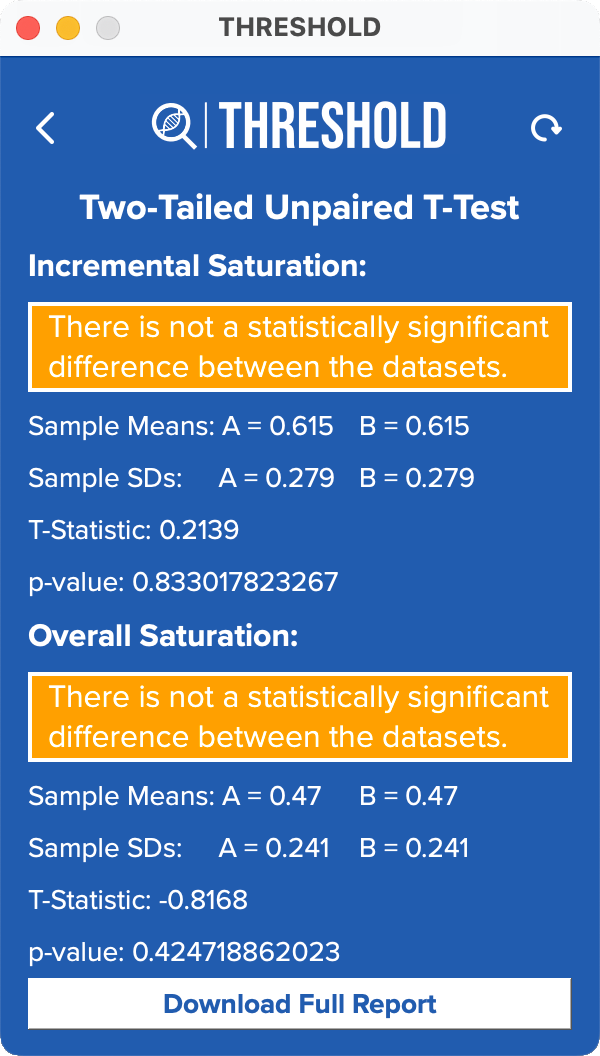 THRESHOLD
THRESHOLD
Two-Tailed Unpaired T-Test
Incremental Saturation:
There is not a statistically significant
difference between the datasets.
Sample Means: A = 0.615 B = 0.615
Sample SDs: A = 0.279 B = 0.279
T-Statistic: 0.2139
p-value: 0.833017823267
Overall Saturation:
There is not a statistically significant
difference between the datasets.
Sample Means: A = 0.47 B = 0.47
Sample SDs: A = 0.241 B = 0.241
T-Statistic: -0.8168
p-value: 0.424718862023
Download Full Report